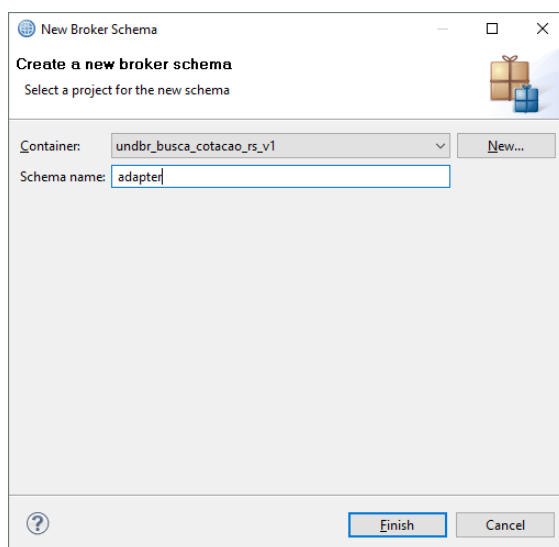 New Broker Schema
Create a new broker schema
Select a project for the new schema
Container: undbr_busca_cotacao_rs_v1 New...
Schema name: adapter
? Finish Cancel